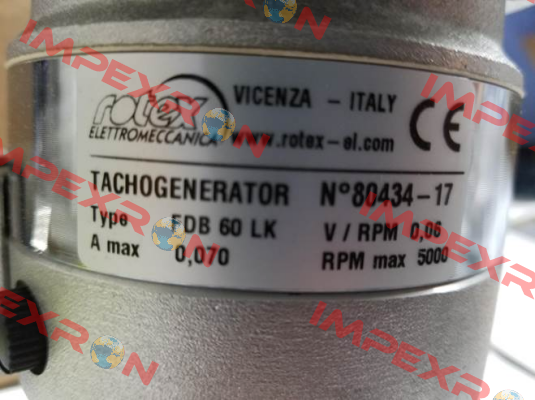 rotex
ELETTROMECCANICA
VICENZA - ITALY
www.rotex-el.com
CE
TACHOGENERATOR N°80434-17
Type EDB 60 LK V / RPM 0,06
A max 0,070 RPM max 5000
IMPEXRON
IMPEXRON
IMPEXRON
IMPEXRON